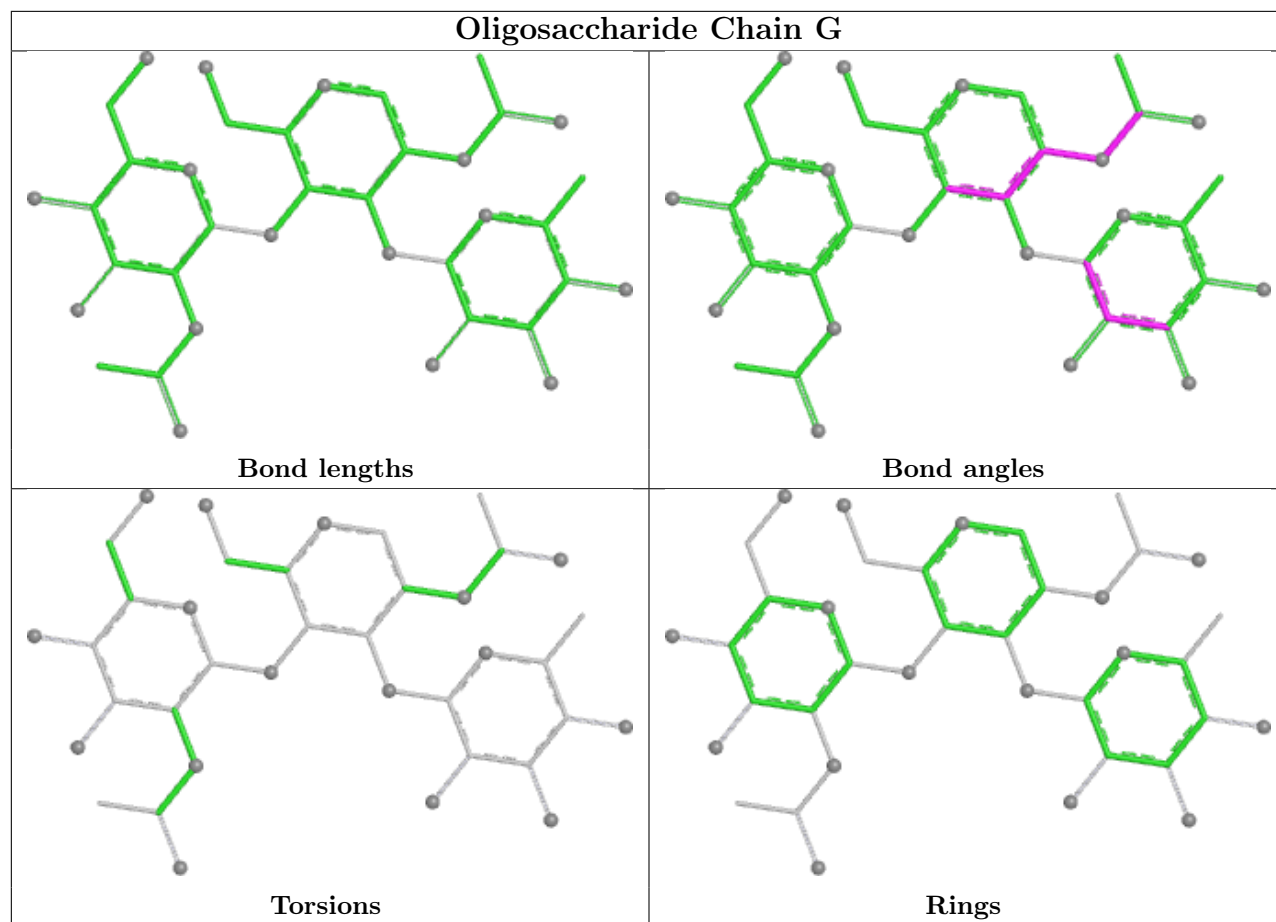 Oligosaccharide Chain G
Bond lengths
Bond angles
Torsions
Rings